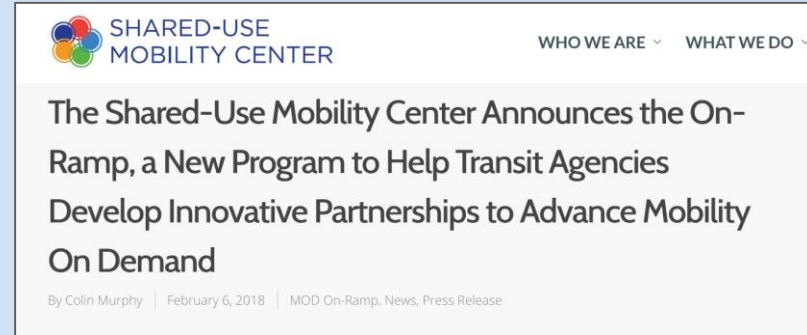 SHARED-USE
MOBILITY CENTER
WHO WE ARE
WHAT WE DO
The Shared-Use Mobility Center Announces the On-
Ramp, a New Program to Help Transit Agencies
Develop Innovative Partnerships to Advance Mobility
On Demand
By Colin Murphy | February 6, 2018 | MOD On-Ramp, News, Press Release